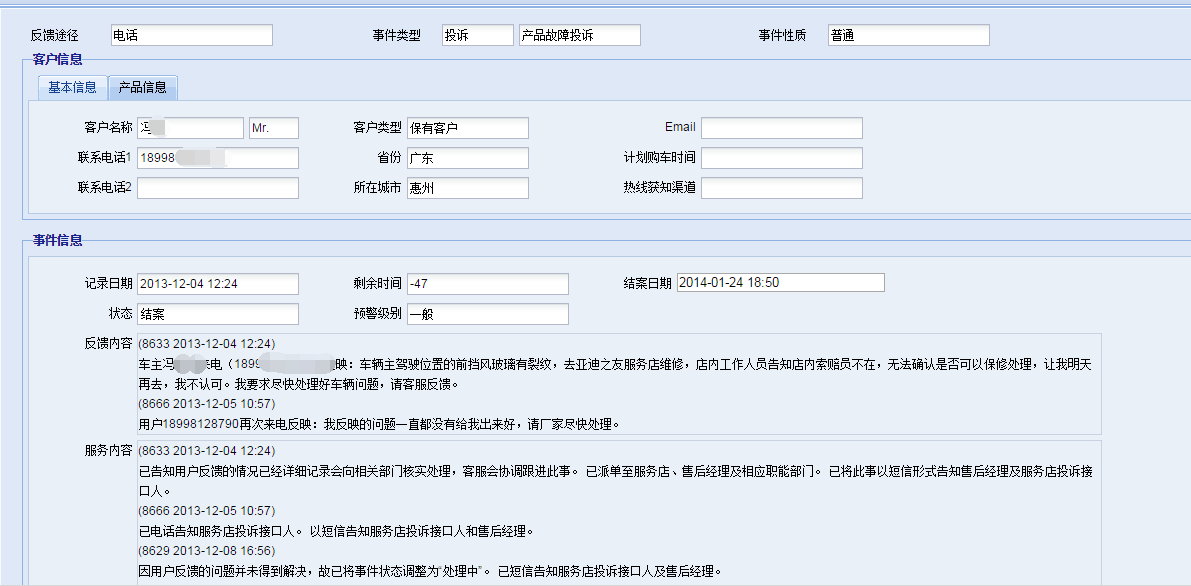 反馈途径 电话 事件类型 投诉 产品故障投诉 事件性质 普通
客户信息
基本信息 产品信息
客户名称 冯 Mr. 客户类型 保有客户 Email
联系电话1 18998 省份 广东 计划购车时间
联系电话2 所在城市 惠州 热线获知渠道
事件信息
记录日期 2013-12-04 12:24 剩余时间 -47 结案日期 2014-01-24 18:50
状态 结案 预警级别 一般
反馈内容 (8633 2013-12-04 12:24)
车主冯 来电（1899 映：车辆主驾驶位置的前挡风玻璃有裂纹，去亚迪之友服务店维修，店内工作人员告知店内索赔员不在，无法确认是否可以保修处理，让我明天
再去，我不认可。我要求尽快处理好车辆问题，请客服反馈。
(8666 2013-12-05 10:57)
用户18998128790再次来电反映：我反映的问题一直都没有给我出来好，请厂家尽快处理。
服务内容 (8633 2013-12-04 12:24)
已告知用户反馈的情况已经详细记录会向相关部门核实处理，客服会协调跟进此事。 已派单至服务店、售后经理及相应职能部门。 已将此事以短信形式告知售后经理及服务店投诉接
口人。
(8666 2013-12-05 10:57)
已电话告知服务店投诉接口人。 以短信告知服务店投诉接口人和售后经理。
(8629 2013-12-08 16:56)
因用户反馈的问题并未得到解决，故已将事件状态调整为“处理中”。 已短信告知服务店投诉接口人及售后经理。